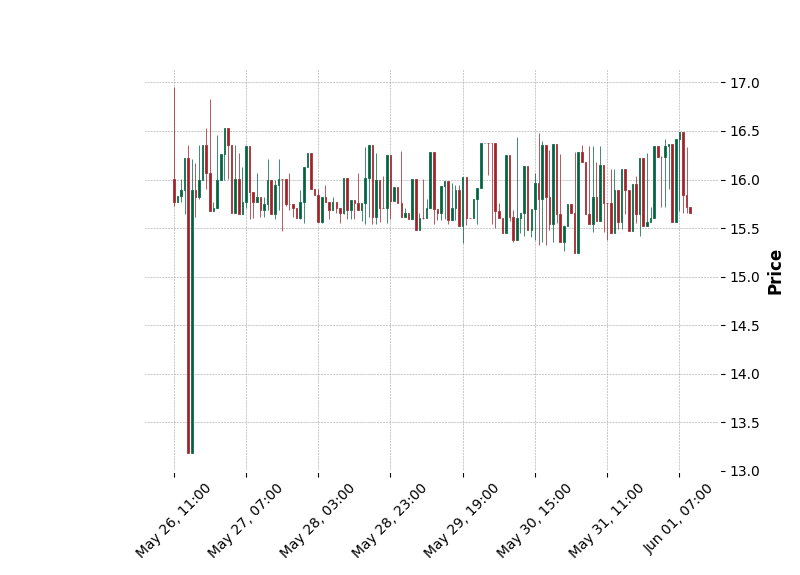 17.0
16.5
16.0
15.5
15.0
14.5
14.0
13.5
13.0
Price
May 26, 11:00
May 27, 07:00
May 28, 03:00
May 28, 23:00
May 29, 19:00
May 30, 15:00
May 31, 11:00
Jun 01, 07:00